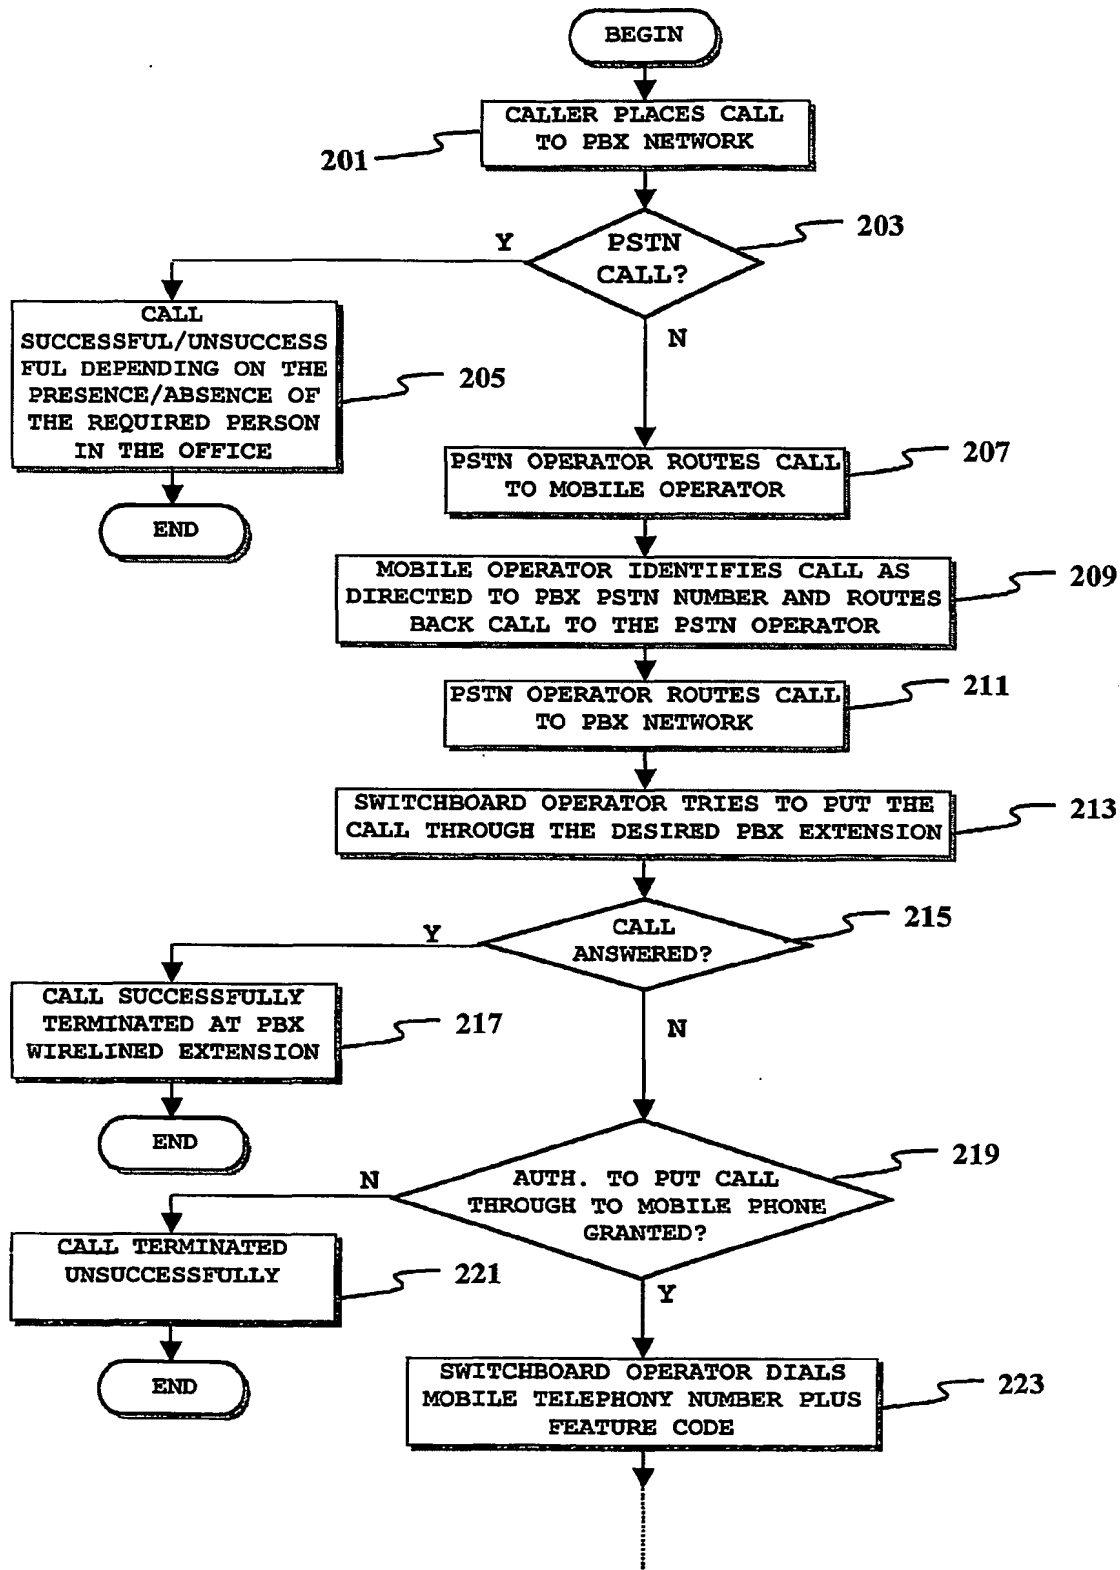 BEGIN
CALLER PLACES CALL
TO PBX NETWORK
201
PSTN
CALL?
203
Y
N
CALL
SUCCESSFUL/UNSUCCESS
FUL DEPENDING ON THE
PRESENCE/ABSENCE OF
THE REQUIRED PERSON
IN THE OFFICE
205
END
PSTN OPERATOR ROUTES CALL
TO MOBILE OPERATOR
207
MOBILE OPERATOR IDENTIFIES CALL AS
DIRECTED TO PBX PSTN NUMBER AND ROUTES
BACK CALL TO THE PSTN OPERATOR
209
PSTN OPERATOR ROUTES CALL
TO PBX NETWORK
211
SWITCHBOARD OPERATOR TRIES TO PUT THE
CALL THROUGH THE DESIRED PBX EXTENSION
213
CALL
ANSWERED?
215
Y
N
CALL SUCCESSFULLY
TERMINATED AT PBX
WIRELINED EXTENSION
217
END
AUTH. TO PUT CALL
THROUGH TO MOBILE PHONE
GRANTED?
219
N
Y
CALL TERMINATED
UNSUCCESSFULLY
221
END
SWITCHBOARD OPERATOR DIALS
MOBILE TELEPHONY NUMBER PLUS
FEATURE CODE
223